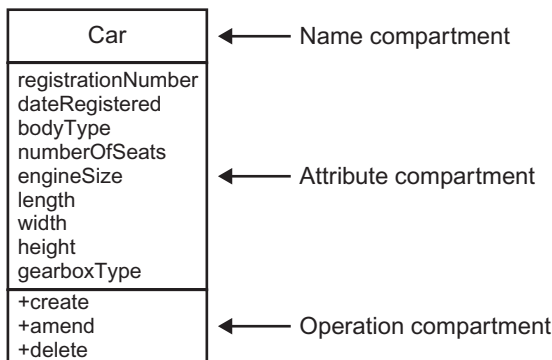 Car
Name compartment
registrationNumber
dateRegistered
bodyType
numberOfSeats
engineSize
length
width
height
gearboxType
Attribute compartment
+create
+amend
+delete
Operation compartment